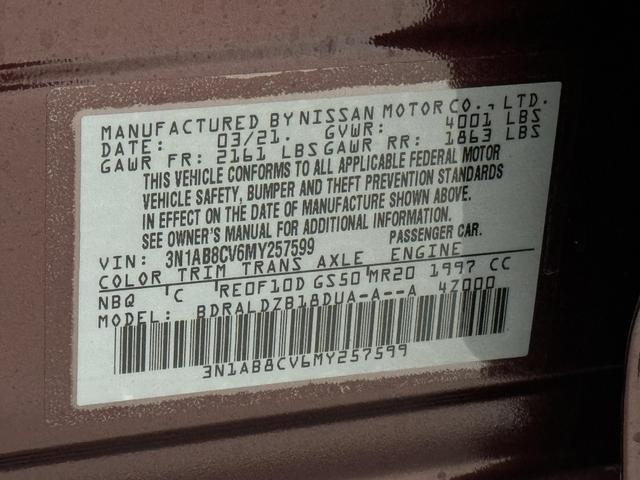 MANUFACTURED BY NISSAN MOTOR CO., LTD.
DATE: 03/21. GVWR: 4001 LBS
GAWR FR: 2161 LBS GAWR RR: 1863 LBS
THIS VEHICLE CONFORMS TO ALL APPLICABLE FEDERAL MOTOR
VEHICLE SAFETY, BUMPER AND THEFT PREVENTION STANDARDS
IN EFFECT ON THE DATE OF MANUFACTURE SHOWN ABOVE.
SEE OWNER'S MANUAL FOR ADDITIONAL INFORMATION.
VIN: 3N1AB8CV6MY257599 PASSENGER CAR.
COLOR TRIM TRANS AXLE ENGINE
NBQ C RE0F10D GS50 MR20 1997 CC
MODEL: BDRALDZB18DUA-A--A 4Z000
3N1AB8CV6MY257599